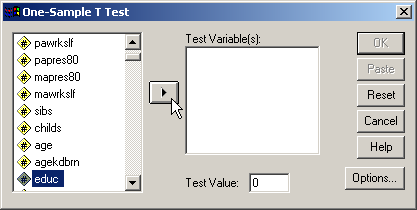 One-Sample T Test
pawrkslf
papres80
mapres80
mawrkslf
sibs
childs
age
agekdbrn
educ
Test Variable(s):
Test Value: 0
OK
Paste
Reset
Cancel
Help
Options...